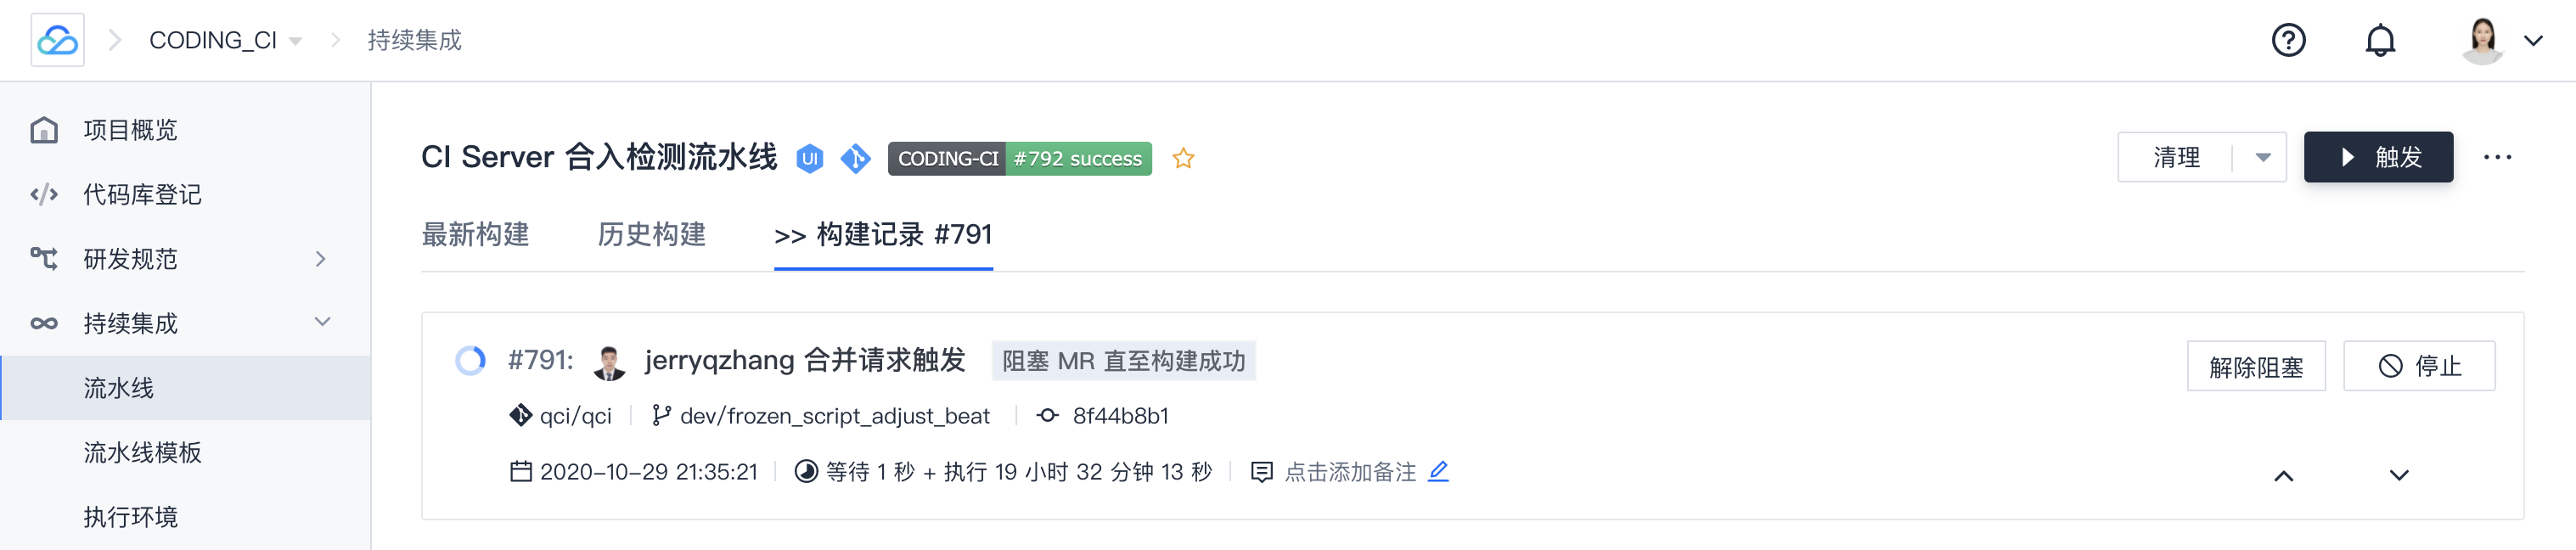 CODING_CI 持续集成
项目概览
代码库登记
研发规范
持续集成
流水线
流水线模板
执行环境
CI Server 合入检测流水线 UI CODING-CI #792 success
清理 触发
最新构建 历史构建 >> 构建记录 #791
#791: jerryqzhang 合并请求触发 阻塞 MR 直至构建成功
解除阻塞 停止
qci/qci dev/frozen_script_adjust_beat 8f44b8b1
2020-10-29 21:35:21 等待 1 秒 + 执行 19 小时 32 分钟 13 秒 点击添加备注